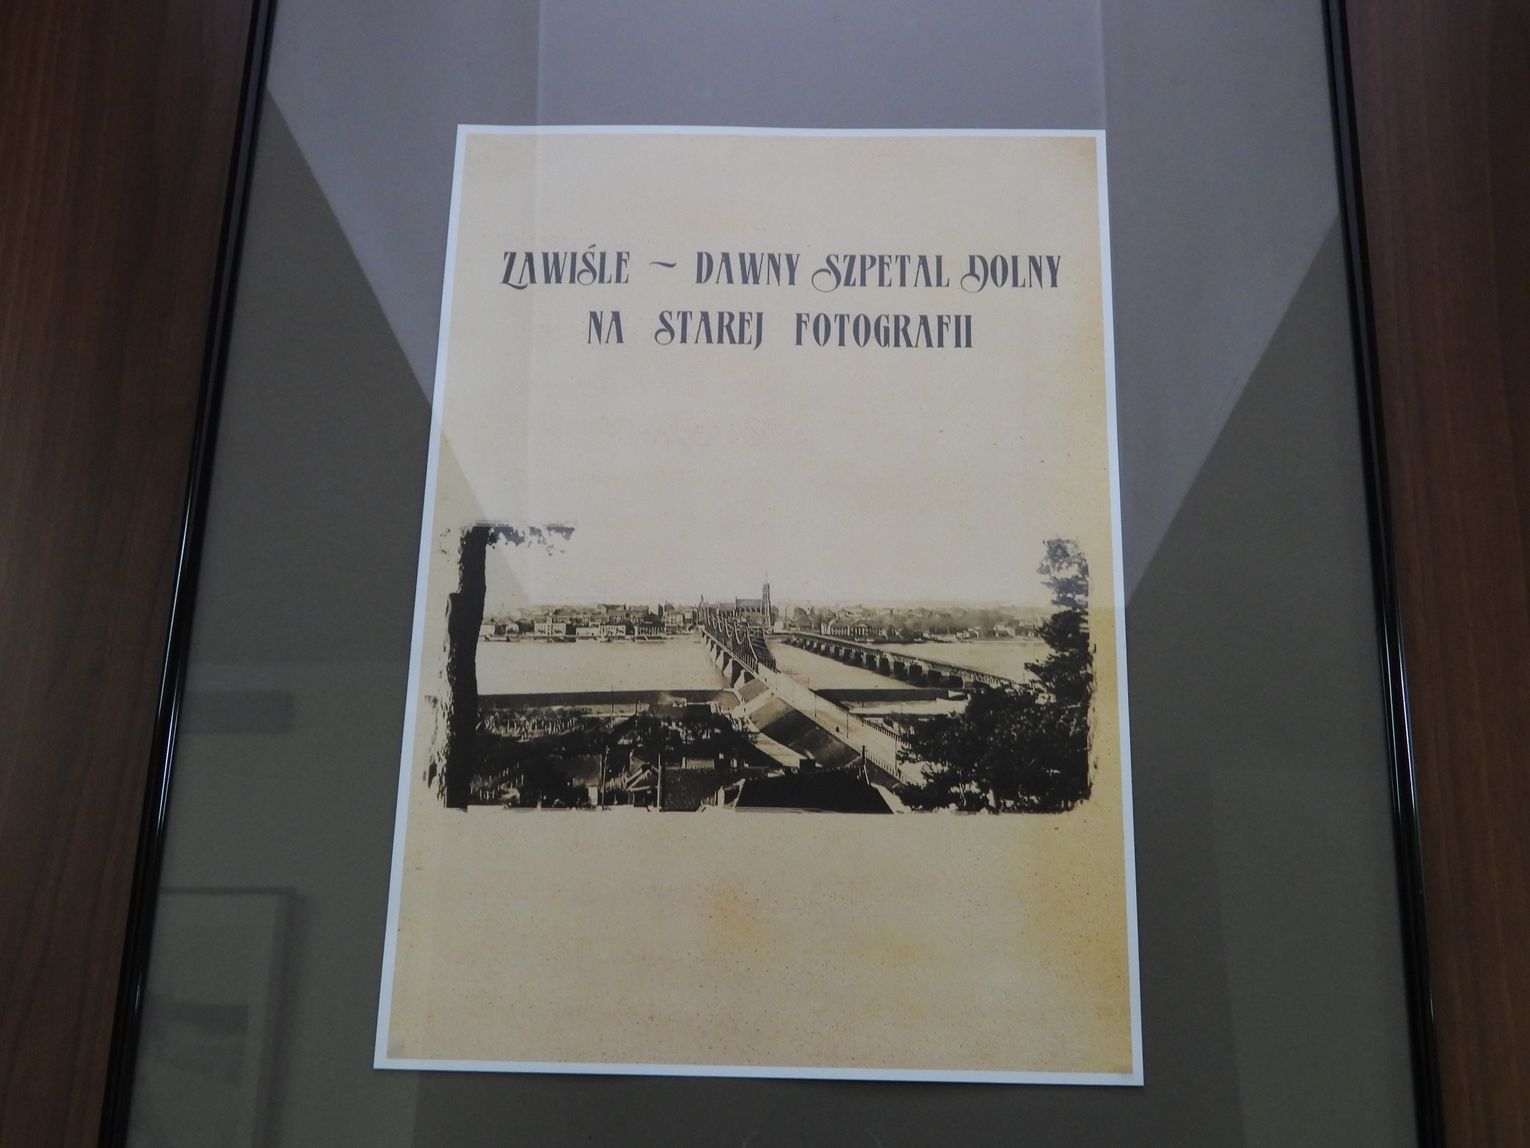 ZAWIŚLE ~ DAWNY SZPETAL DOLNY
NA STAREJ FOTOGRAFII